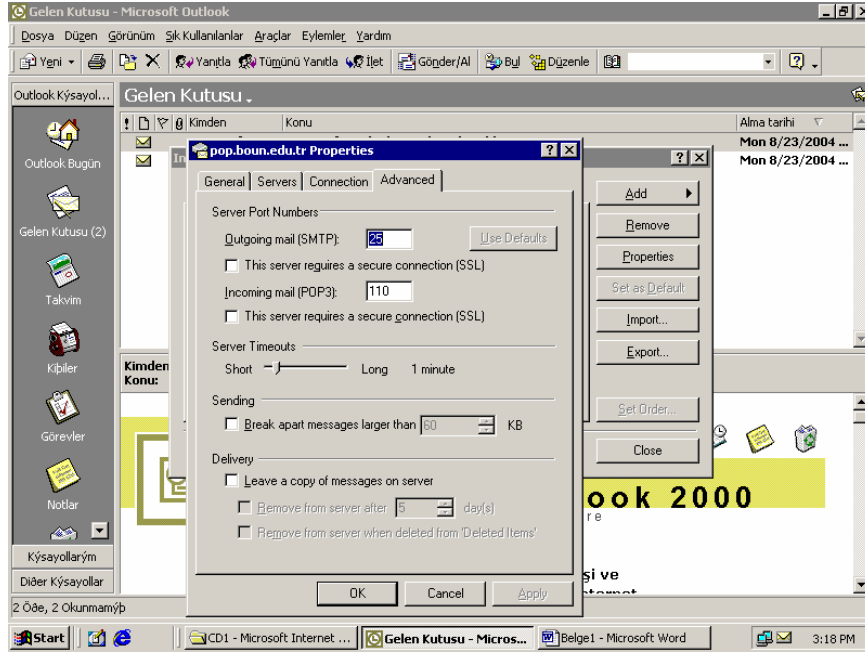 Gelen Kutusu - Microsoft Outlook
Dosya Düzen Görünüm Sık Kullanılanlar Araçlar Eylemler Yardım
Yeni Yanıtla Tümünü Yanıtla İlet Gönder/Al Bul Düzenle
Outlook Kýsayol... Gelen Kutusu
Kimden Konu Alma tarihi
Mon 8/23/2004 ...
Mon 8/23/2004 ...
Outlook Bugün
Gelen Kutusu (2)
Takvim
Kiþiler
Görevler
Notlar
Kýsayollarým
Diðer Kýsayollar
Kimden
Konu:
pop.boun.edu.tr Properties
General Servers Connection Advanced
Server Port Numbers
Outgoing mail (SMTP): 25 Use Defaults
This server requires a secure connection (SSL)
Incoming mail (POP3): 110
This server requires a secure connection (SSL)
Server Timeouts
Short Long 1 minute
Sending
Break apart messages larger than 60 KB
Delivery
Leave a copy of messages on server
Remove from server after 5 day(s)
Remove from server when deleted from 'Deleted Items'
OK Cancel Apply
In
Add
Remove
Properties
Set as Default
Import...
Export...
Set Order...
Close
ook 2000
re
şi ve
2 Öðe, 2 Okunmamýþ
Start CD1 - Microsoft Internet ... Gelen Kutusu - Micros... Belge1 - Microsoft Word 3:18 PM